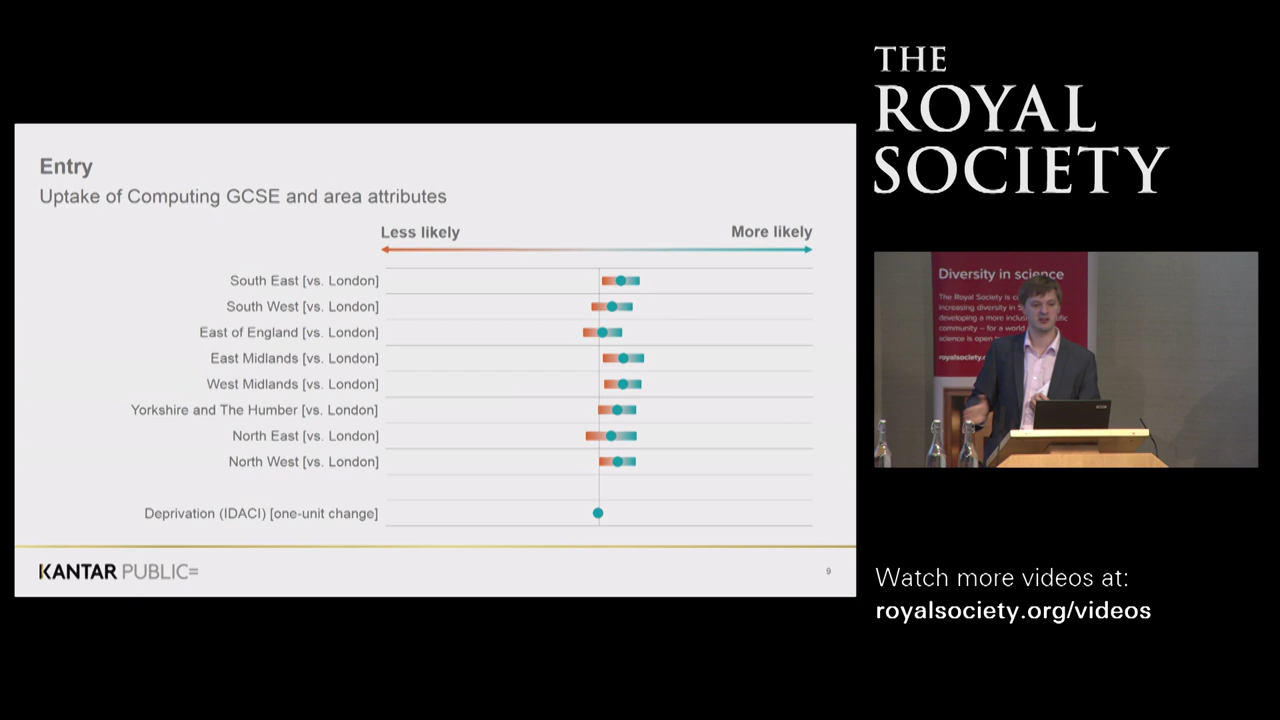 Entry
Uptake of Computing GCSE and area attributes
Less likely
More likely
South East [vs. London]
South West [vs. London]
East of England [vs. London]
East Midlands [vs. London]
West Midlands [vs. London]
Yorkshire and The Humber [vs. London]
North East [vs. London]
North West [vs. London]
Deprivation (IDACI) [one-unit change]
KANTAR PUBLIC=
9
THE
ROYAL
SOCIETY
Diversity in science
The Royal Society is
increasing diversity in
developing a more
community – for a world
science is open
royalsociety.
Watch more videos at:
royalsociety.org/videos